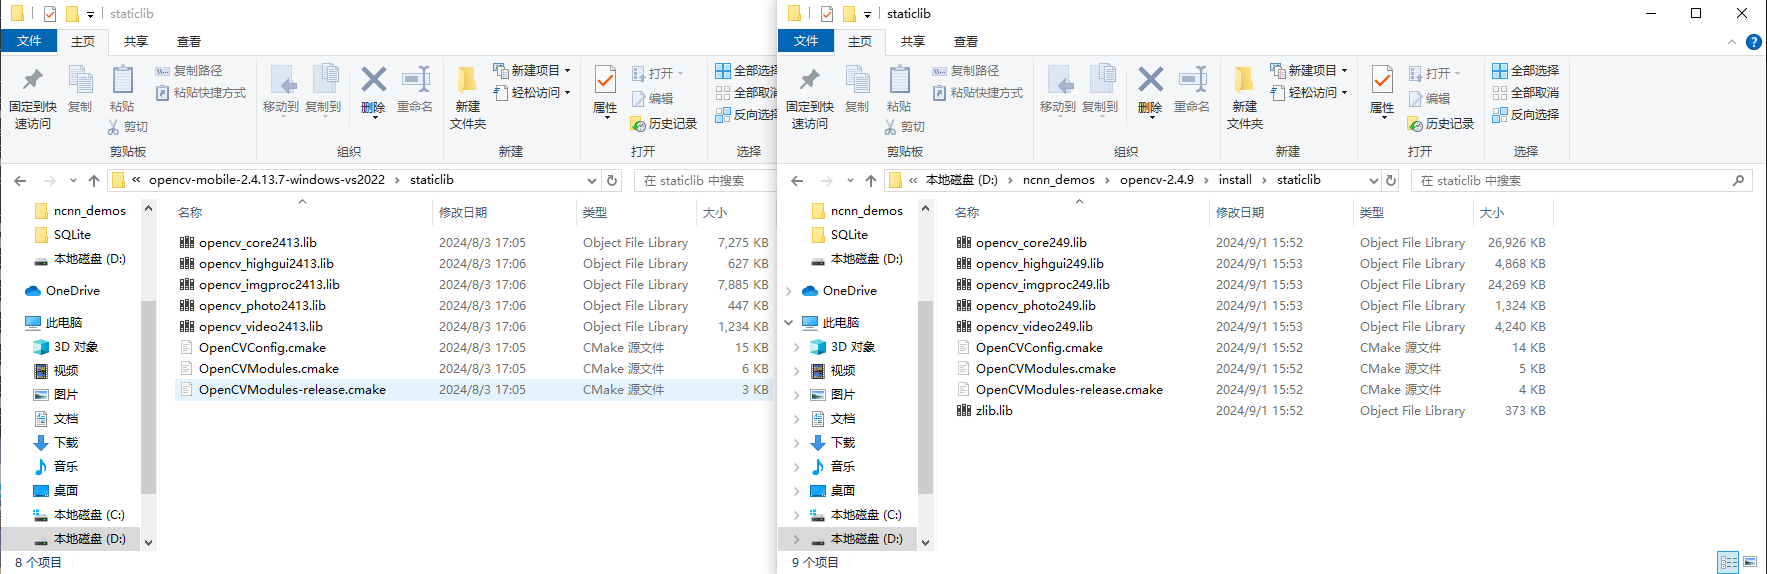 staticlib
文件
主页
共享
查看
固定到快
速访问
复制
粘贴
复制路径
粘贴快捷方式
剪切
剪贴板
移动到
复制到
删除
重命名
组织
新建
文件夹
新建项目
轻松访问
新建
属性
打开
编辑
历史记录
打开
全部选择
全部取消
反向选择
选择
« opencv-mobile-2.4.13.7-windows-vs2022 › staticlib
在 staticlib 中搜索
ncnn_demos
SQLite
本地磁盘 (D:)
OneDrive
此电脑
3D 对象
视频
图片
文档
下载
音乐
桌面
本地磁盘 (C:)
本地磁盘 (D:)
名称 修改日期 类型 大小
opencv_core2413.lib 2024/8/3 17:05 Object File Library 7,275 KB
opencv_highgui2413.lib 2024/8/3 17:06 Object File Library 627 KB
opencv_imgproc2413.lib 2024/8/3 17:06 Object File Library 7,885 KB
opencv_photo2413.lib 2024/8/3 17:06 Object File Library 447 KB
opencv_video2413.lib 2024/8/3 17:06 Object File Library 1,234 KB
OpenCVConfig.cmake 2024/8/3 17:05 CMake 源文件 15 KB
OpenCVModules.cmake 2024/8/3 17:05 CMake 源文件 6 KB
OpenCVModules-release.cmake 2024/8/3 17:05 CMake 源文件 3 KB
8 个项目
staticlib
文件
主页
共享
查看
固定到快
速访问
复制
粘贴
复制路径
粘贴快捷方式
剪切
剪贴板
移动到
复制到
删除
重命名
组织
新建
文件夹
新建项目
轻松访问
新建
属性
打开
编辑
历史记录
打开
全部选择
全部取消
反向选择
选择
« 本地磁盘 (D:) › ncnn_demos › opencv-2.4.9 › install › staticlib
在 staticlib 中搜索
ncnn_demos
SQLite
本地磁盘 (D:)
OneDrive
此电脑
3D 对象
视频
图片
文档
下载
音乐
桌面
本地磁盘 (C:)
本地磁盘 (D:)
名称 修改日期 类型 大小
opencv_core249.lib 2024/9/1 15:52 Object File Library 26,926 KB
opencv_highgui249.lib 2024/9/1 15:53 Object File Library 4,868 KB
opencv_imgproc249.lib 2024/9/1 15:53 Object File Library 24,269 KB
opencv_photo249.lib 2024/9/1 15:53 Object File Library 1,324 KB
opencv_video249.lib 2024/9/1 15:53 Object File Library 4,240 KB
OpenCVConfig.cmake 2024/9/1 15:52 CMake 源文件 14 KB
OpenCVModules.cmake 2024/9/1 15:52 CMake 源文件 5 KB
OpenCVModules-release.cmake 2024/9/1 15:52 CMake 源文件 4 KB
zlib.lib 2024/9/1 15:52 Object File Library 373 KB
9 个项目